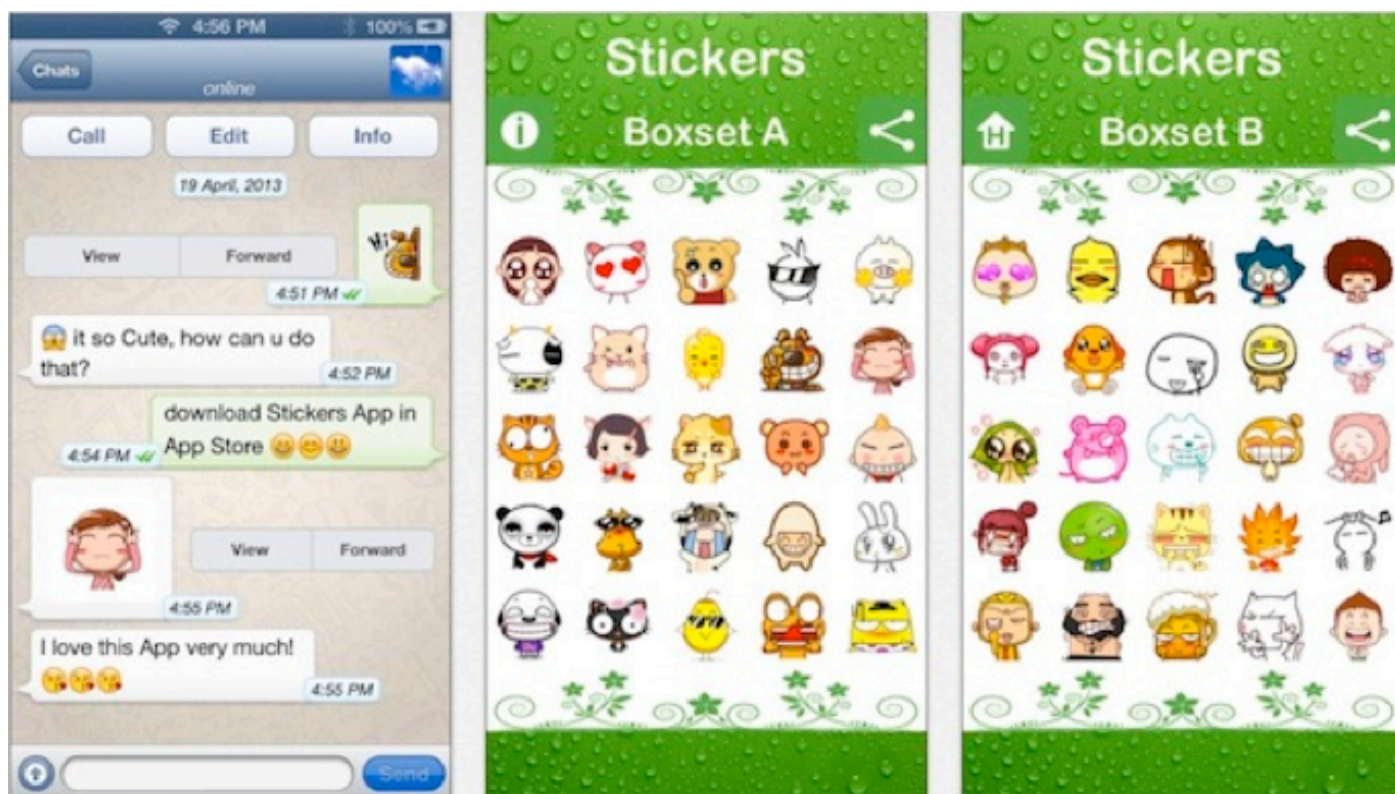 4:56 PM 100%
Chats
online
Call Edit Info
19 April, 2013
Hi
View Forward
4:51 PM
it so Cute, how can u do
that?
4:52 PM
download Stickers App in
App Store
4:54 PM
View Forward
4:55 PM
I love this App very much!
4:55 PM
Send
Stickers
Boxset A
Stickers
H
Boxset B